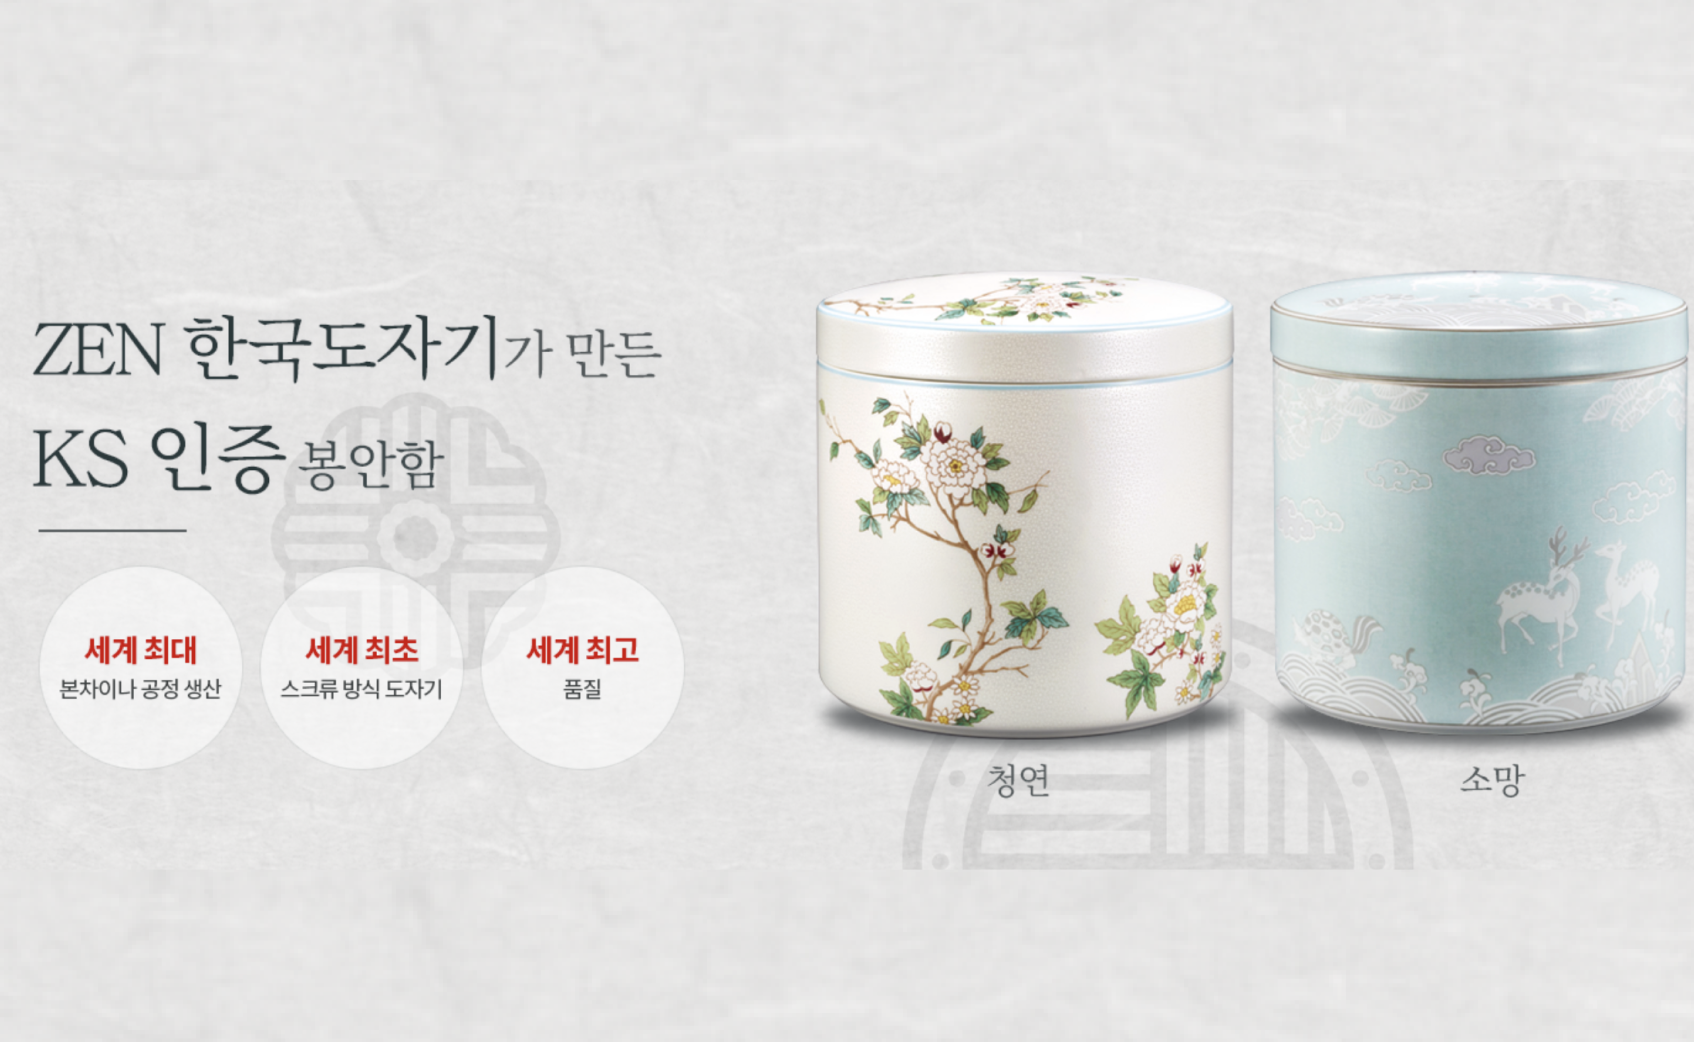 ZEN 한국도자기가 만든
KS 인증 봉안함
세계 최대
본차이나 공정 생산
세계 최초
스크류 방식 도자기
세계 최고
품질
청연
소망